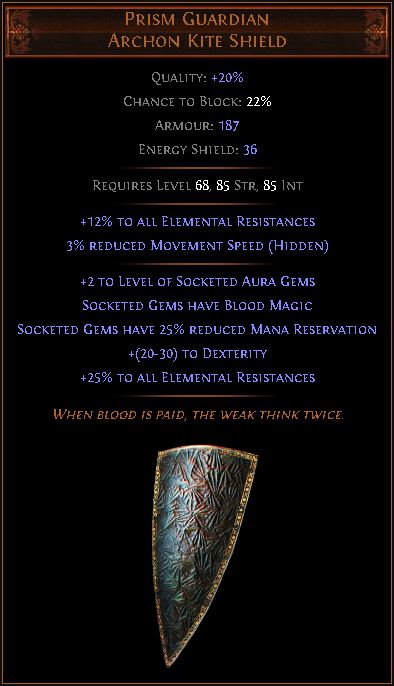 Prism Guardian
Archon Kite Shield
Quality: +20%
Chance to Block: 22%
Armour: 187
Energy Shield: 36
Requires Level 68, 85 Str, 85 Int
+12% to all Elemental Resistances
3% reduced Movement Speed (Hidden)
+2 to Level of Socketed Aura Gems
Socketed Gems have Blood Magic
Socketed Gems have 25% reduced Mana Reservation
+(20-30) to Dexterity
+25% to all Elemental Resistances
When blood is paid, the weak think twice.